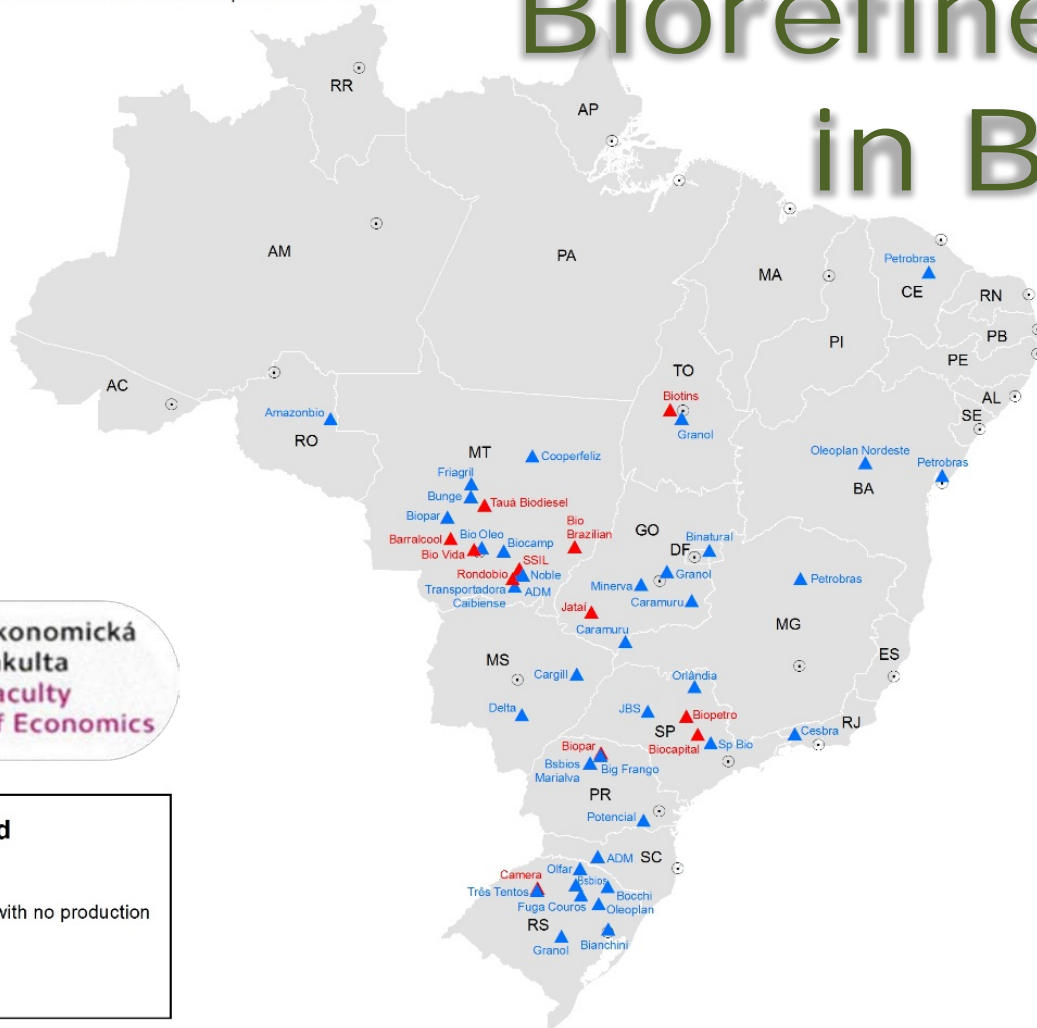 Biorefine
in B
RR
AP
AM
PA
MA
Petrobras
CE
RN
PB
PI
PE
AC
TO
AL
Biotins
SE
Amazonbio
Granol
RO
MT
Cooperfeliz
Oleoplan Nordeste
Petrobras
Friagril
BA
Bunge
Tauá Biodiesel
Biopar
Bio
Brazilian
GO
Barralcool
Bio Oleo
Biocamp
DF
Binatural
Bio Vida
SSIL
Rondobio
Noble
Granol
Petrobras
Transportadora
Caibiense
ADM
Minerva
Caramuru
Jataí
Caramuru
MG
konomická
akulta
aculty
f Economics
MS
ES
Cargill
Orlândia
Delta
JBS
Biopetro
RJ
SP
Cesbra
Biocapital
Sp Bio
Biopar
Bsbios
Marialva
Big Frango
PR
Potencial
d
ADM
SC
Olfar
Camera
Bsbios
Três Tentos
Bocchi
Fuga Couros
Oleoplan
with no production
RS
Granol
Bianchini